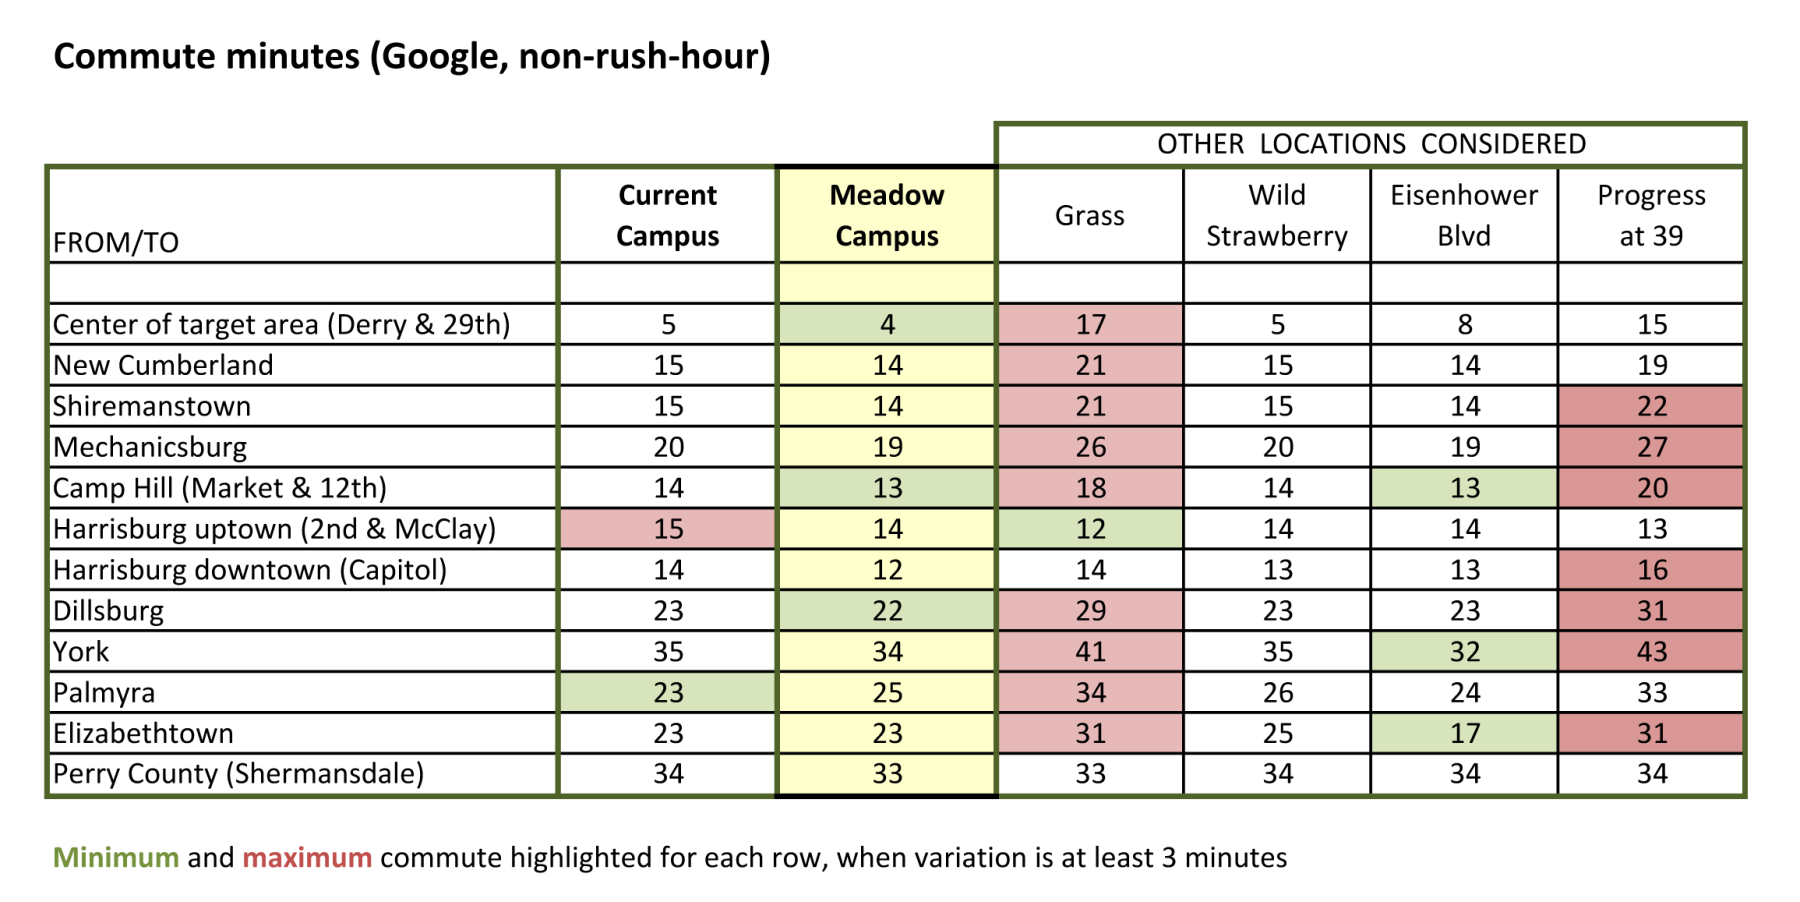 Commute minutes (Google, non-rush-hour)
OTHER LOCATIONS CONSIDERED
FROM/TO Current Campus Meadow Campus Grass Wild Strawberry Eisenhower Blvd Progress at 39
Center of target area (Derry & 29th) 5 4 17 5 8 15
New Cumberland 15 14 21 15 14 19
Shiremanstown 15 14 21 15 14 22
Mechanicsburg 20 19 26 20 19 27
Camp Hill (Market & 12th) 14 13 18 14 13 20
Harrisburg uptown (2nd & McClay) 15 14 12 14 14 13
Harrisburg downtown (Capitol) 14 12 14 13 13 16
Dillsburg 23 22 29 23 23 31
York 35 34 41 35 32 43
Palmyra 23 25 34 26 24 33
Elizabethtown 23 23 31 25 17 31
Perry County (Shermansdale) 34 33 33 34 34 34
Minimum and maximum commute highlighted for each row, when variation is at least 3 minutes